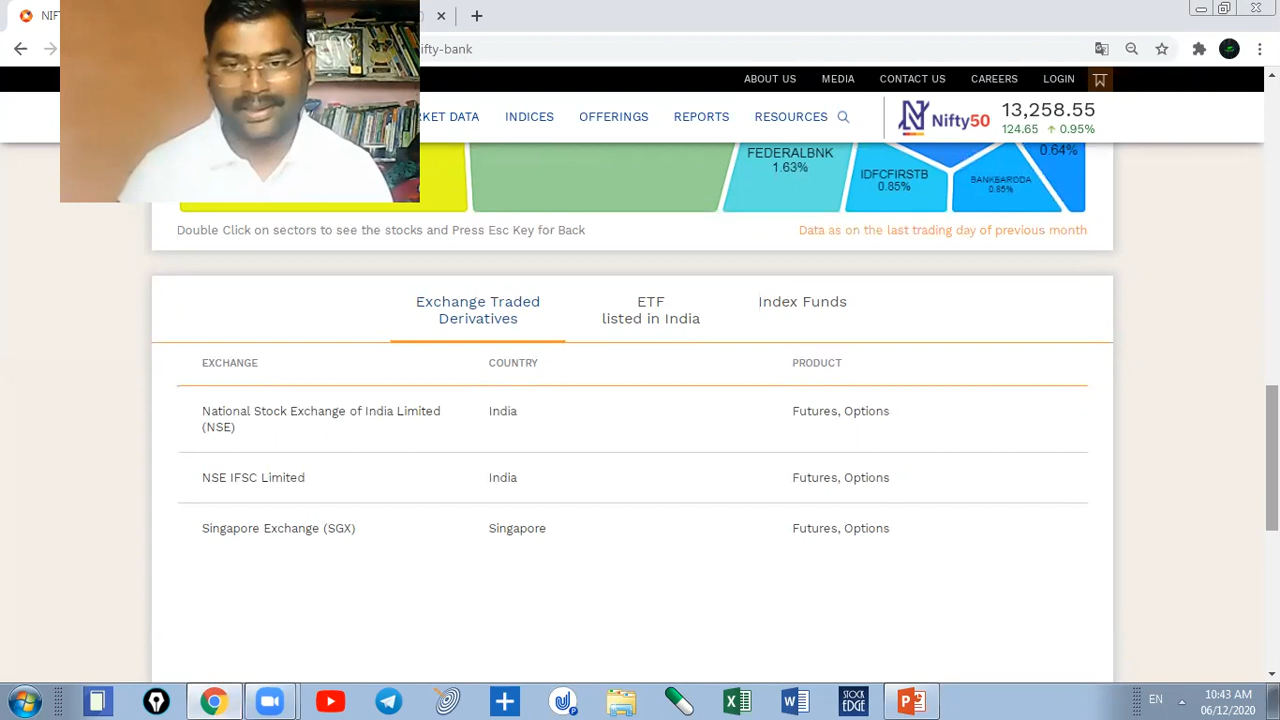 NIF
ifty-bank
ABOUT US MEDIA CONTACT US CAREERS LOGIN
RKET DATA INDICES OFFERINGS REPORTS RESOURCES
Nifty50
13,258.55
124.65 0.95%
FEDERALBNK
1.63%
IDFCFIRSTB
0.85%
BANKBARODA
0.85%
0.64%
Double Click on sectors to see the stocks and Press Esc Key for Back
Data as on the last trading day of previous month
Exchange Traded
Derivatives
ETF
listed in India
Index Funds
EXCHANGE COUNTRY PRODUCT
National Stock Exchange of India Limited
(NSE)
India Futures, Options
NSE IFSC Limited India Futures, Options
Singapore Exchange (SGX) Singapore Futures, Options
STOCK
EDGE
EN
10:43 AM
06/12/2020